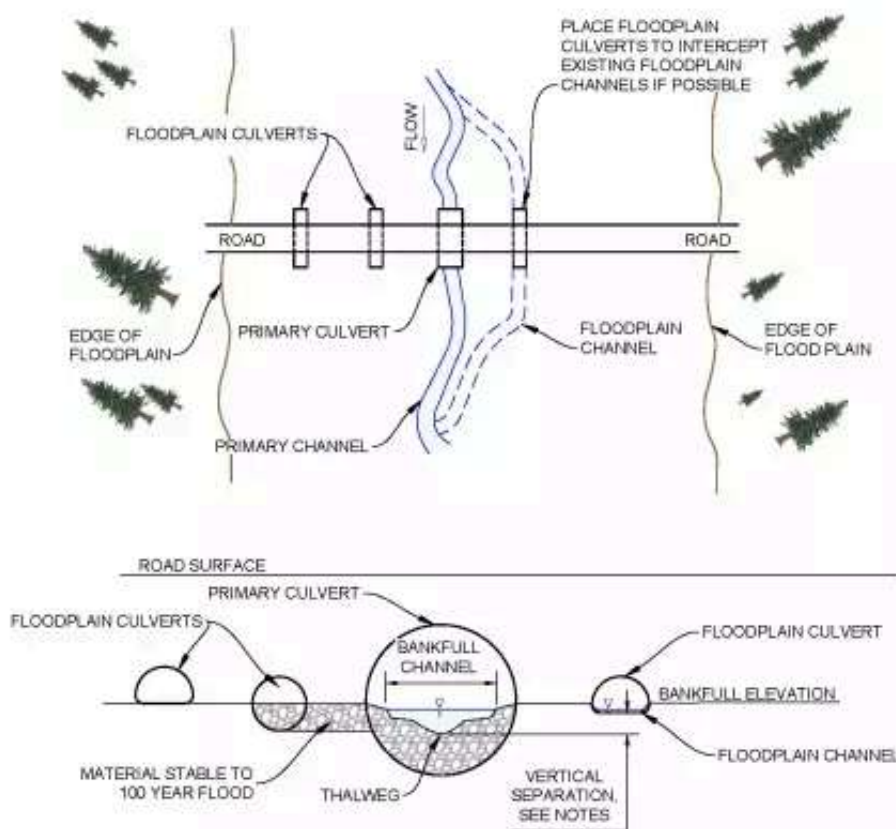 PLACE FLOODPLAIN
CULVERTS TO INTERCEPT
EXISTING FLOODPLAIN
CHANNELS IF POSSIBLE
FLOODPLAIN CULVERTS
FLOW
ROAD
ROAD
EDGE OF
FLOODPLAIN
PRIMARY CULVERT
FLOODPLAIN
CHANNEL
EDGE OF
FLOOD PLAIN
PRIMARY CHANNEL
ROAD SURFACE
PRIMARY CULVERT
FLOODPLAIN CULVERTS
BANKFULL
CHANNEL
FLOODPLAIN CULVERT
BANKFULL ELEVATION
FLOODPLAIN CHANNEL
MATERIAL STABLE TO
100 YEAR FLOOD
THALWEG
VERTICAL
SEPARATION,
SEE NOTES